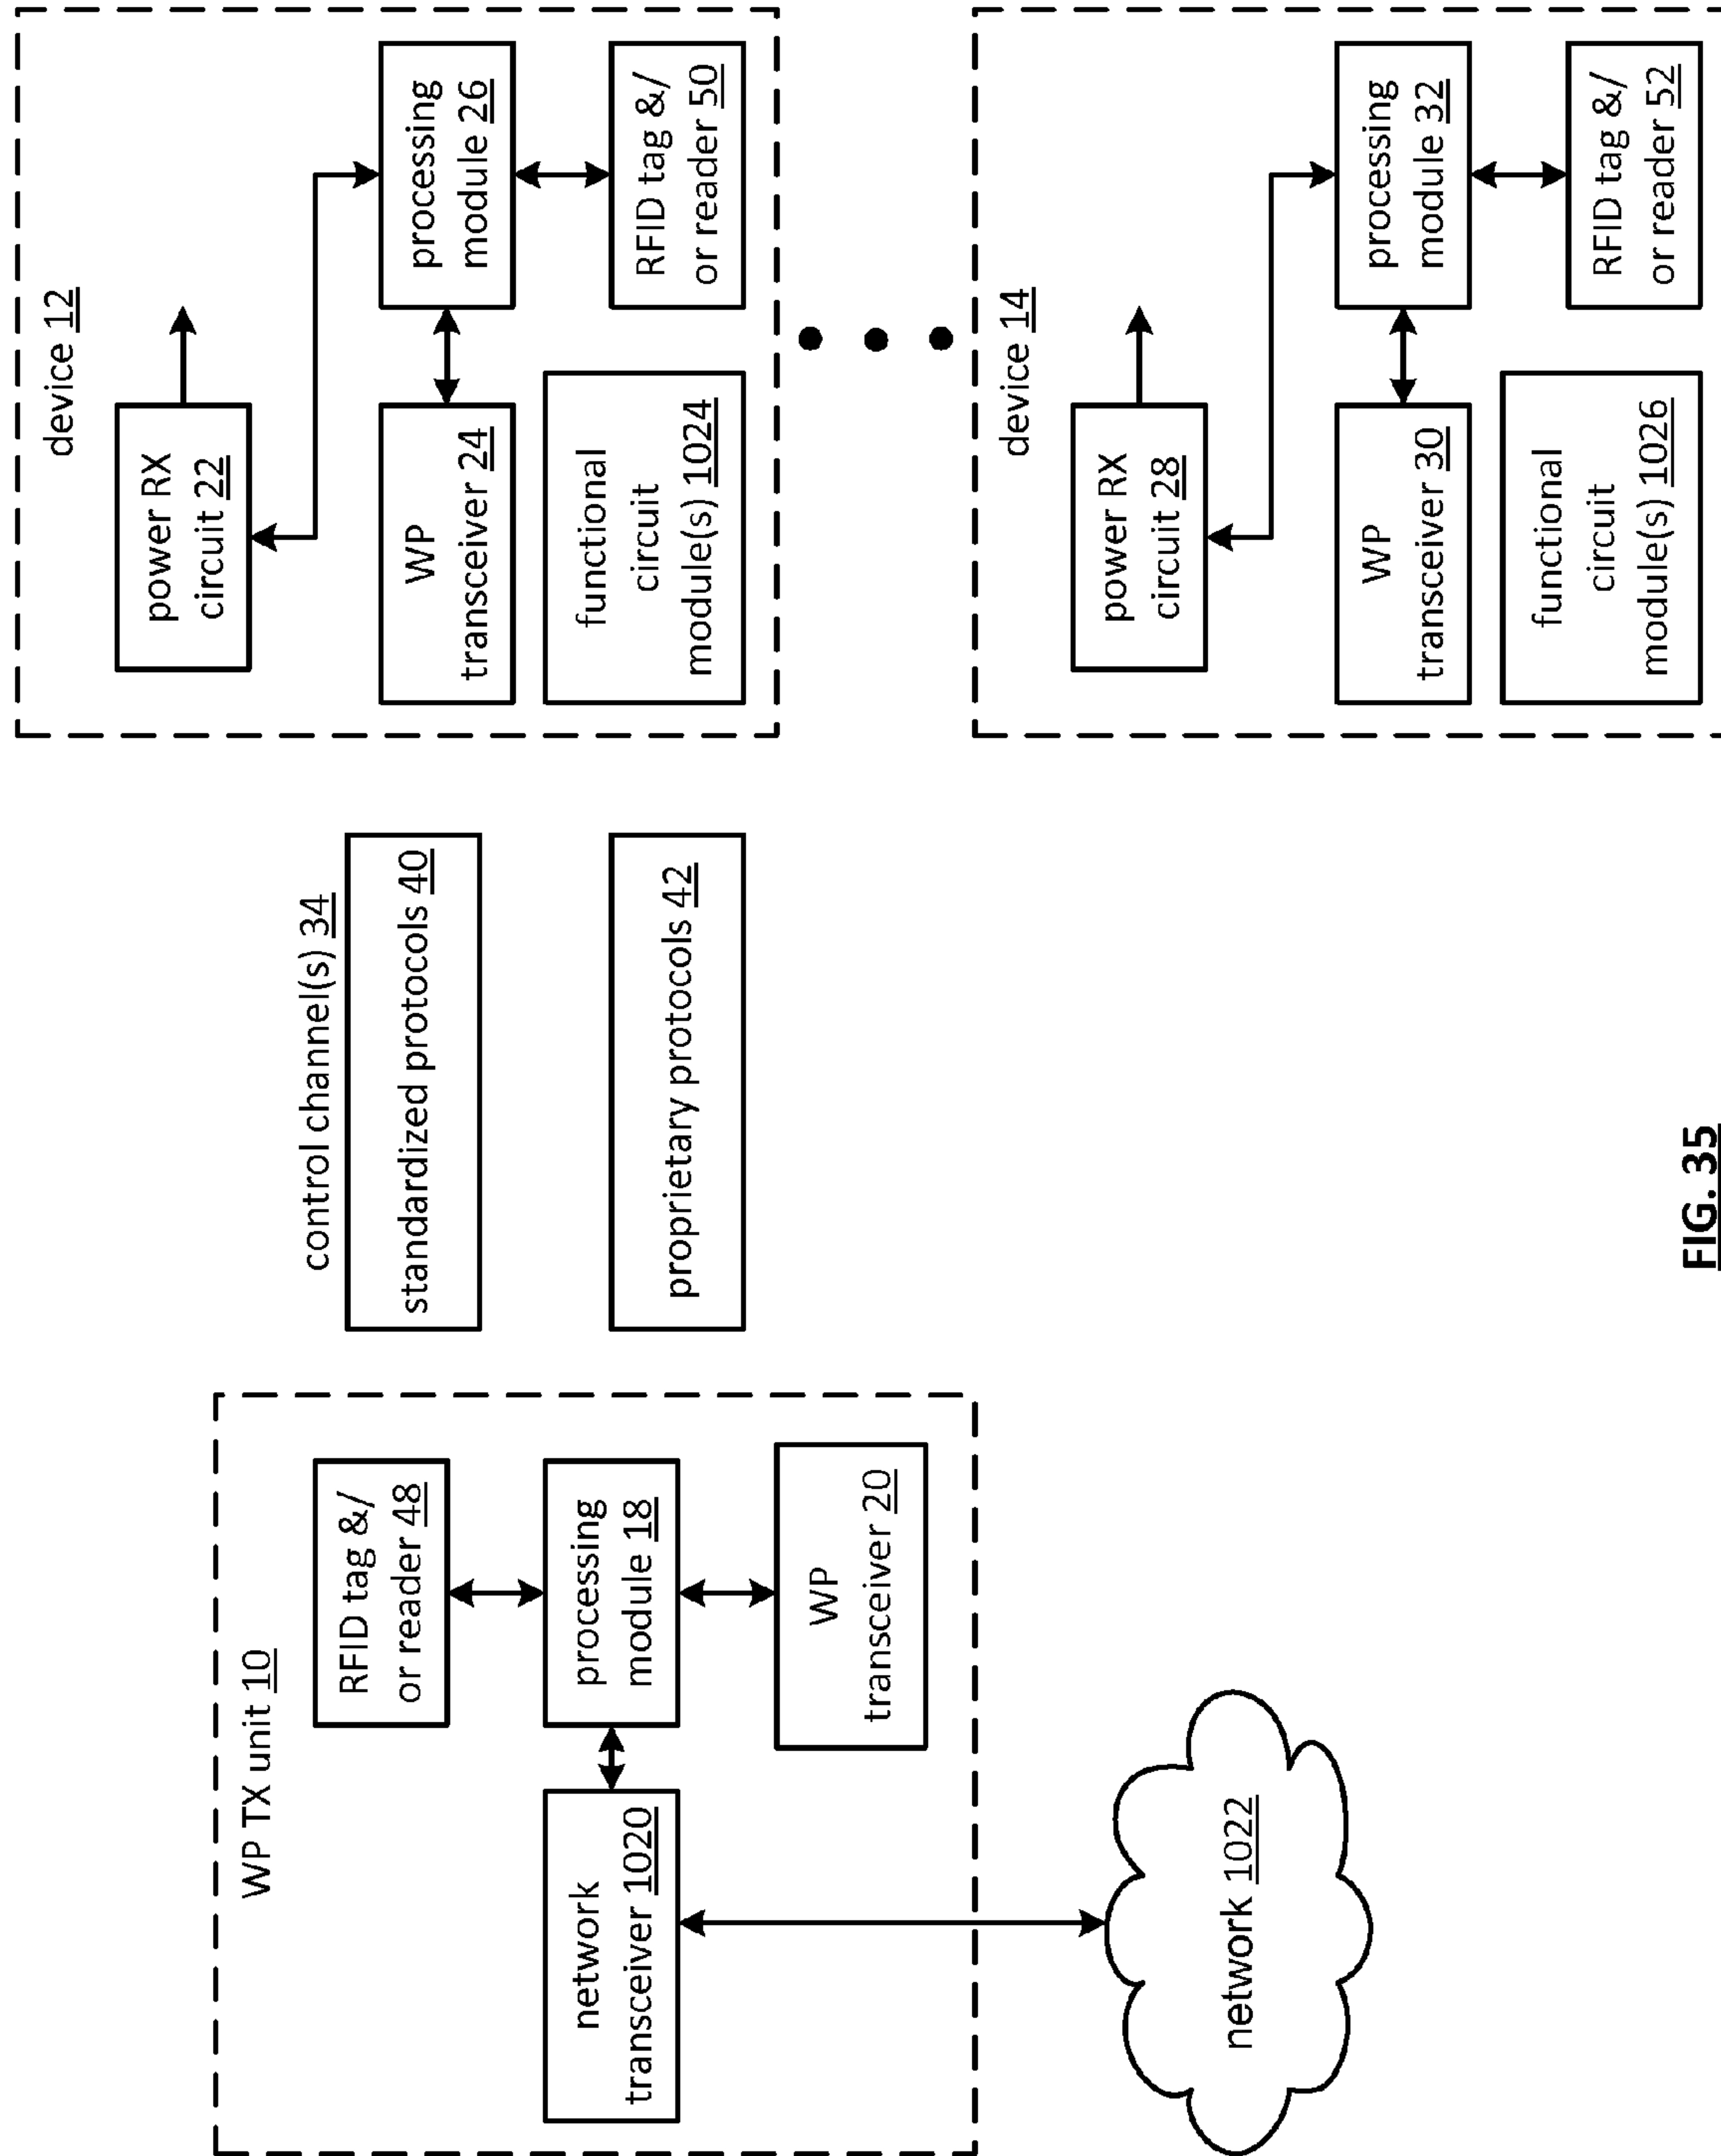 WP TX unit 10
RFID tag &/
or reader 48
network
transceiver 1020
processing
module 18
WP
transceiver 20
network 1022
control channel(s) 34
standardized protocols 40
proprietary protocols 42
device 12
power RX
circuit 22
WP
transceiver 24
processing
module 26
functional
circuit
module(s) 1024
RFID tag &/
or reader 50
device 14
power RX
circuit 28
WP
transceiver 30
processing
module 32
functional
circuit
module(s) 1026
RFID tag &/
or reader 52
FIG. 35